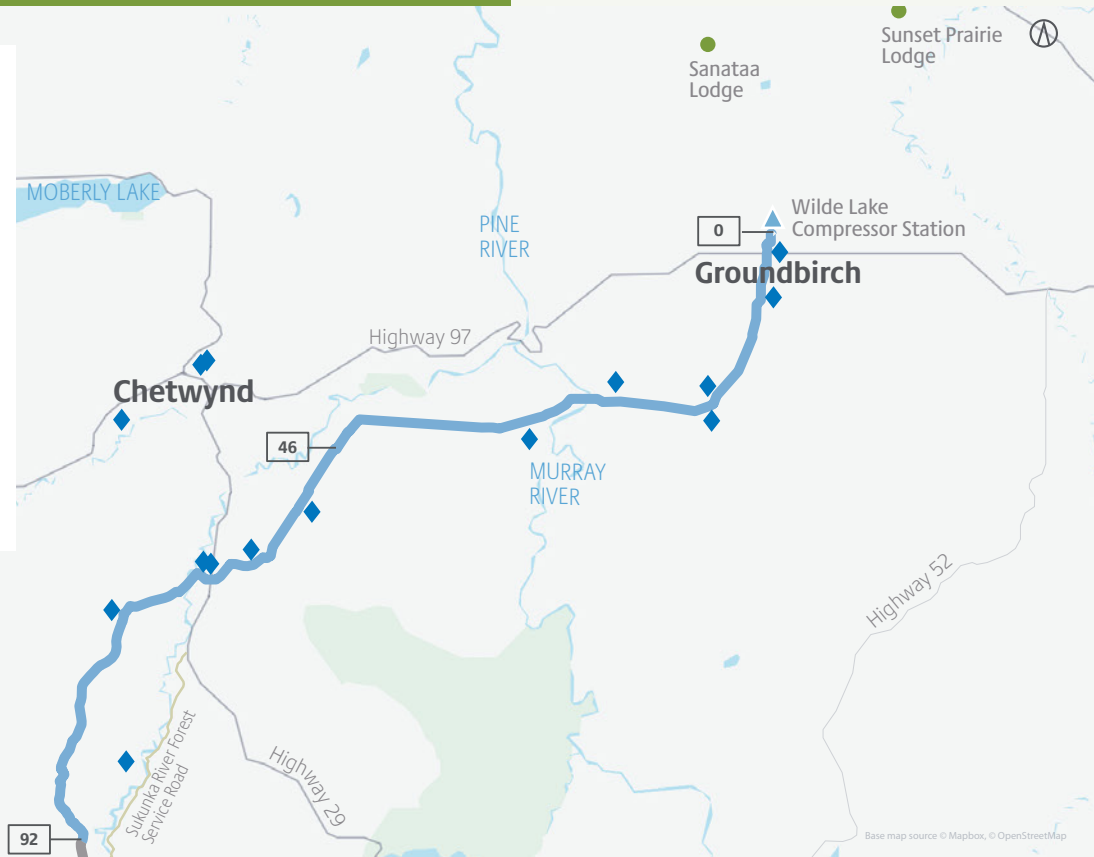 Sunset Prairie
Lodge
Sanataa
Lodge
MOBERLY LAKE
PINE
RIVER
0
Wilde Lake
Compressor Station
Groundbirch
Highway 97
Chetwynd
46
MURRAY
RIVER
Highway 52
Sukunka River Forest
Service Road
Highway 29
92
Base map source © Mapbox, © OpenStreetMap